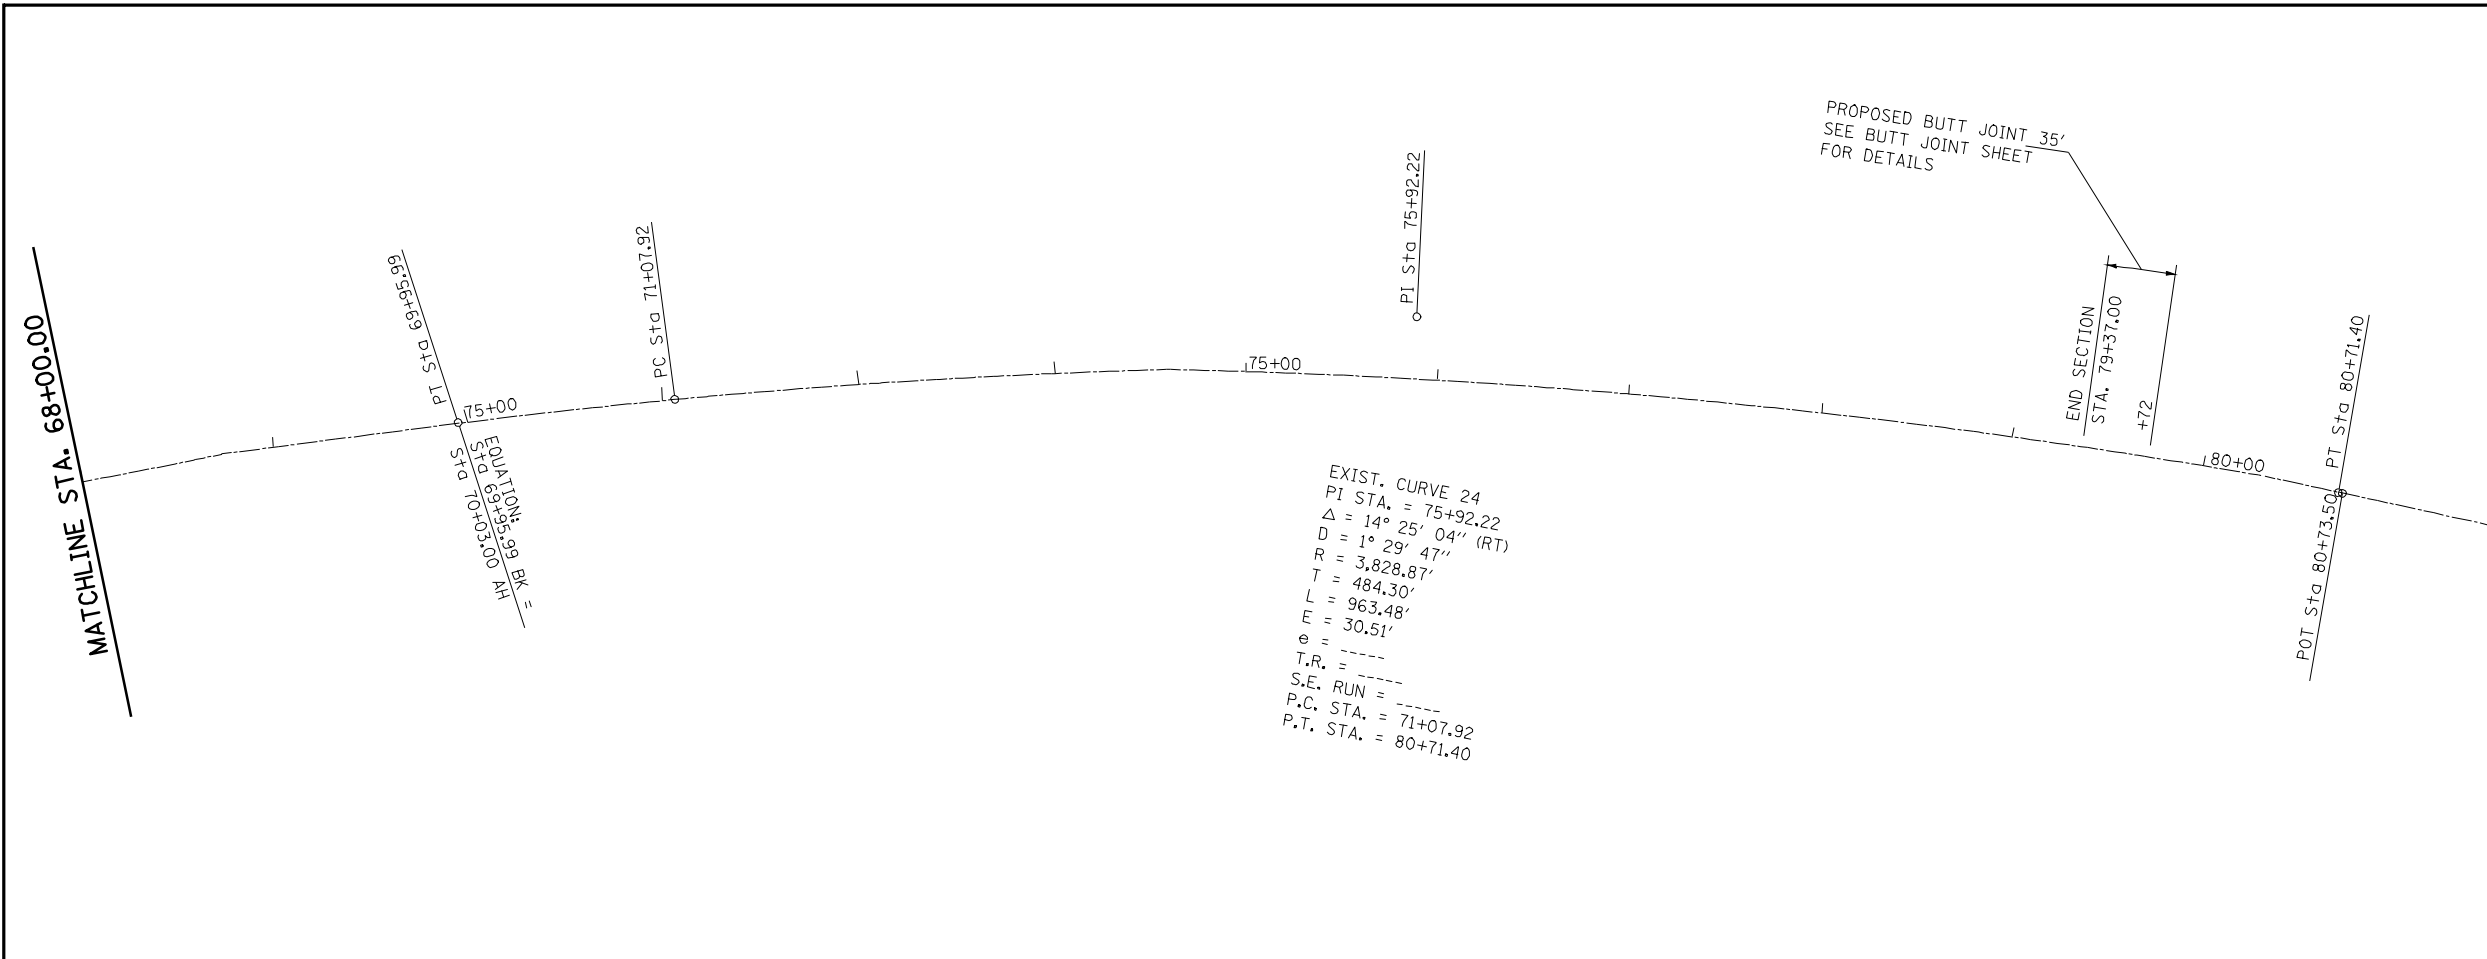 MATCHLINE STA. 68+00.00
PT Sta 69+95.99
75+00
EQUATION:
Sta 69+95.99 BK =
Sta 70+03.00 AH
PC Sta 71+07.92
75+00
PI Sta 75+92.22
EXIST. CURVE 24
PI STA. = 75+92.22
Δ = 14° 25' 04" (RT)
D = 1° 29' 47"
R = 3,828.87'
T = 484.30'
L = 963.48'
E = 30.51'
e = -----
T.R. = -----
S.E. RUN = -----
P.C. STA. = 71+07.92
P.T. STA. = 80+71.40
PROPOSED BUTT JOINT 35'
SEE BUTT JOINT SHEET
FOR DETAILS
END SECTION
STA. 79+37.00
+72
80+00
PT Sta 80+71.40
POT Sta 80+73.50